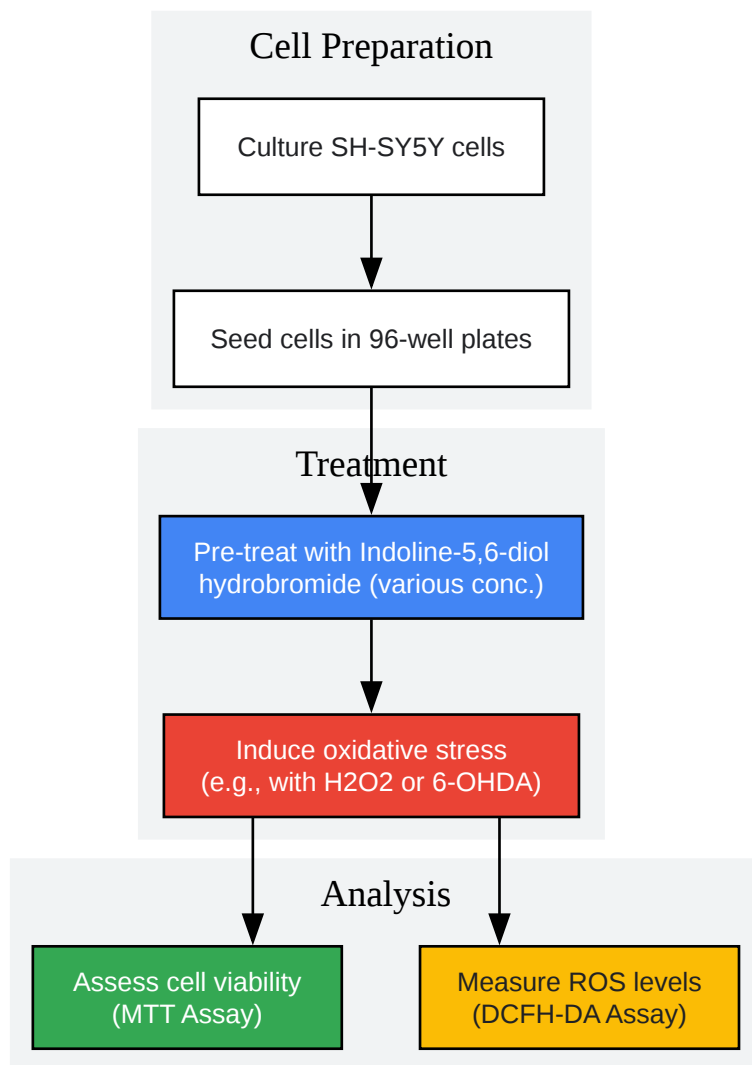 Cell Preparation
Culture SH-SY5Y cells
Seed cells in 96-well plates
Treatment
Pre-treat with Indoline-5,6-diol
hydrobromide (various conc.)
Induce oxidative stress
(e.g., with H2O2 or 6-OHDA)
Analysis
Assess cell viability
(MTT Assay)
Measure ROS levels
(DCFH-DA Assay)